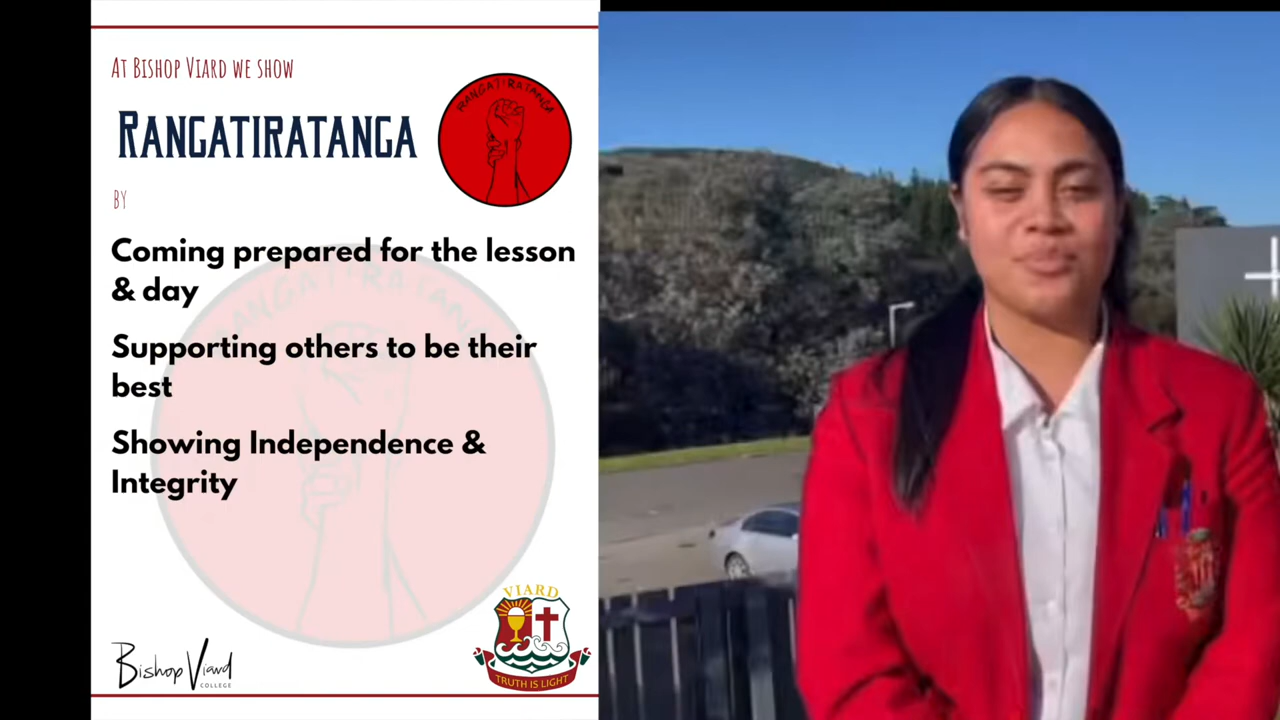 AT BISHOP VIARD WE SHOW
RANGATIRATANGA
RANGATIRATANGA
BY
Coming prepared for the lesson
& day
Supporting others to be their
best
Showing Independence &
Integrity
RANGATIRATANGA
VIARD
TRUTH IS LIGHT
Bishop Viard
COLLEGE